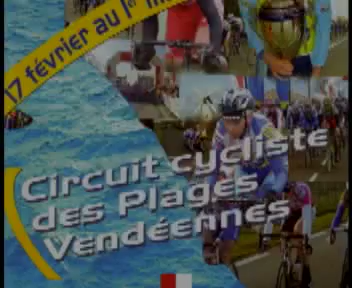 17 février au 1er
Circuit cycliste
des Plages
Vendéennes